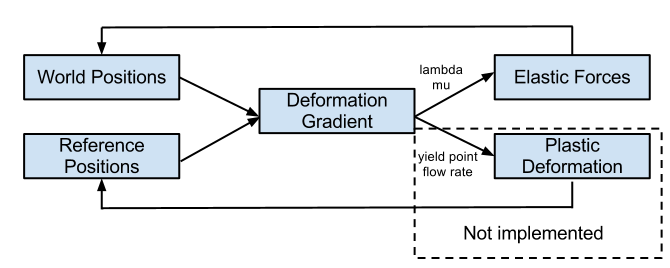 World Positions
Reference
Positions
Deformation
Gradient
lambda
mu
Elastic Forces
yield point
flow rate
Plastic
Deformation
Not implemented